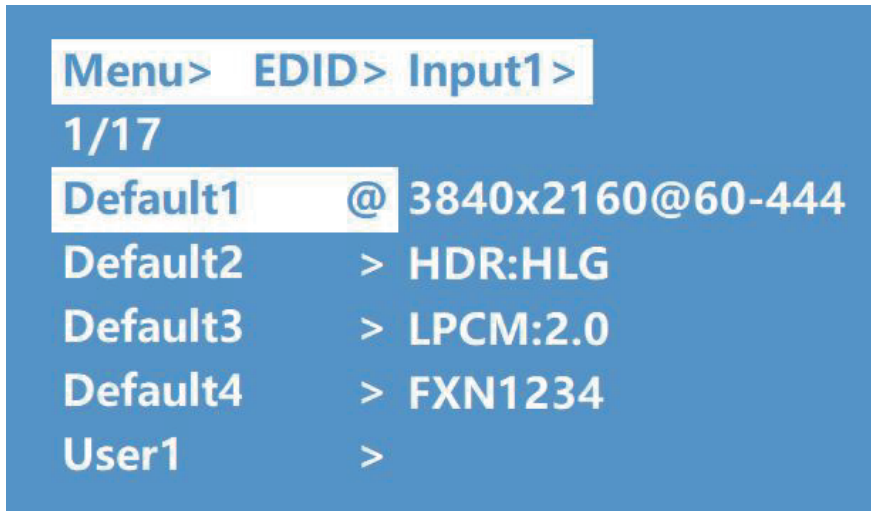 Menu> EDID> Input1>
1/17
Default1 @ 3840x2160@60-444
Default2 > HDR:HLG
Default3 > LPCM:2.0
Default4 > FXN1234
User1 >